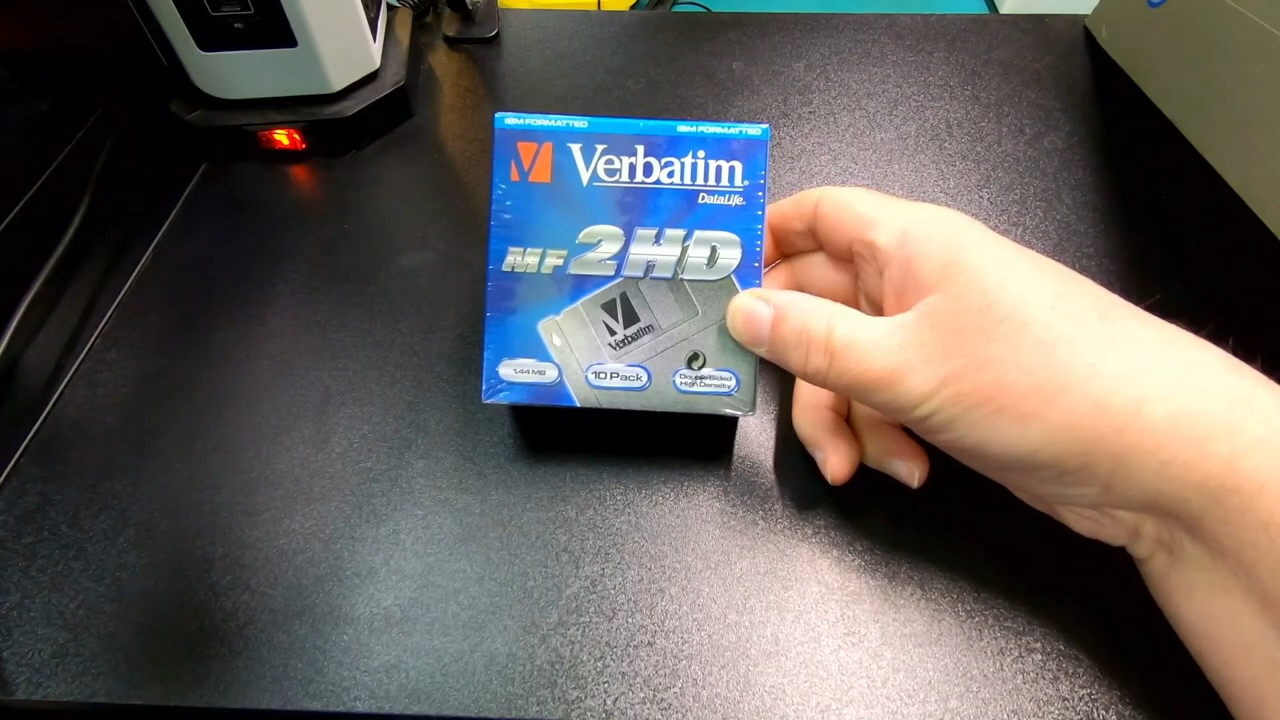 IBM FORMATTED IBM FORMATTED
Verbatim
DataLife
MF 2HD
Verbatim
1.44 MB
10 Pack
Double Sided
High Density